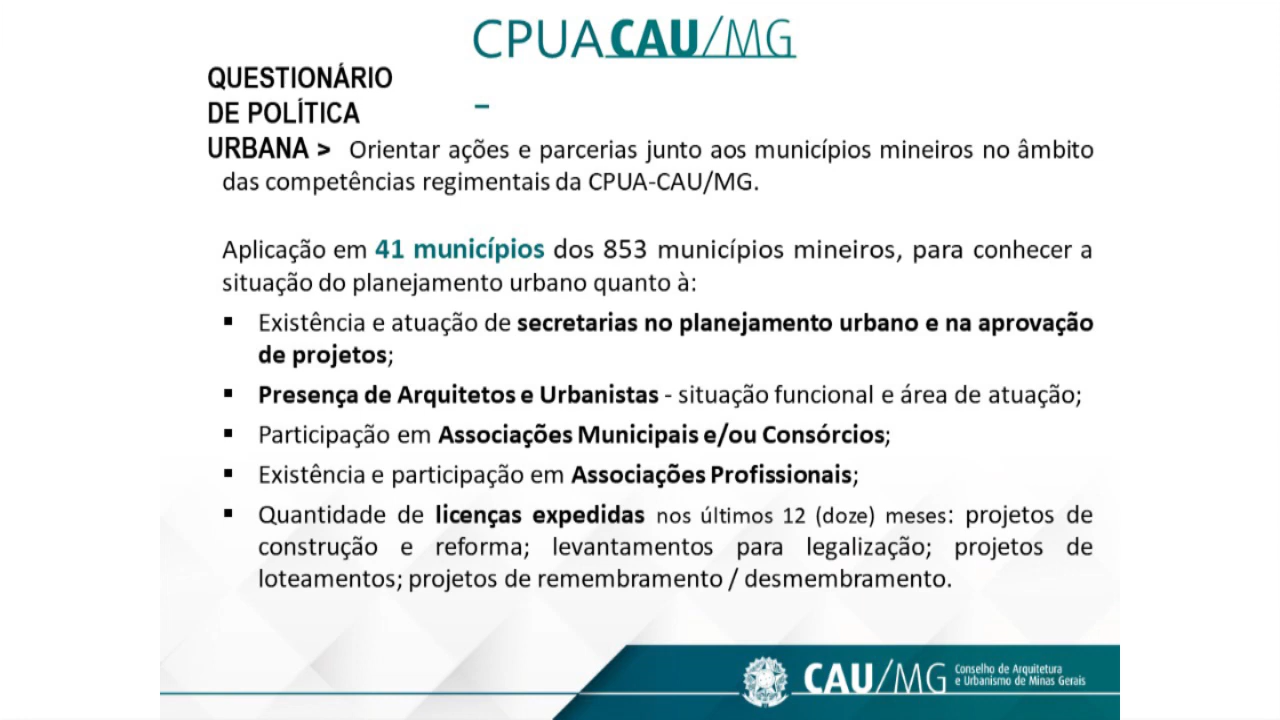 CPUACAU/MG
QUESTIONÁRIO
DE POLÍTICA
–
URBANA > Orientar ações e parcerias junto aos municípios mineiros no âmbito
das competências regimentais da CPUA-CAU/MG.
Aplicação em 41 municípios dos 853 municípios mineiros, para conhecer a
situação do planejamento urbano quanto à:
▪ Existência e atuação de secretarias no planejamento urbano e na aprovação
de projetos;
▪ Presença de Arquitetos e Urbanistas - situação funcional e área de atuação;
▪ Participação em Associações Municipais e/ou Consórcios;
▪ Existência e participação em Associações Profissionais;
▪ Quantidade de licenças expedidas nos últimos 12 (doze) meses: projetos de
construção e reforma; levantamentos para legalização; projetos de
loteamentos; projetos de remembramento / desmembramento.
CAU/MG Conselho de Arquitetura
e Urbanismo de Minas Gerais